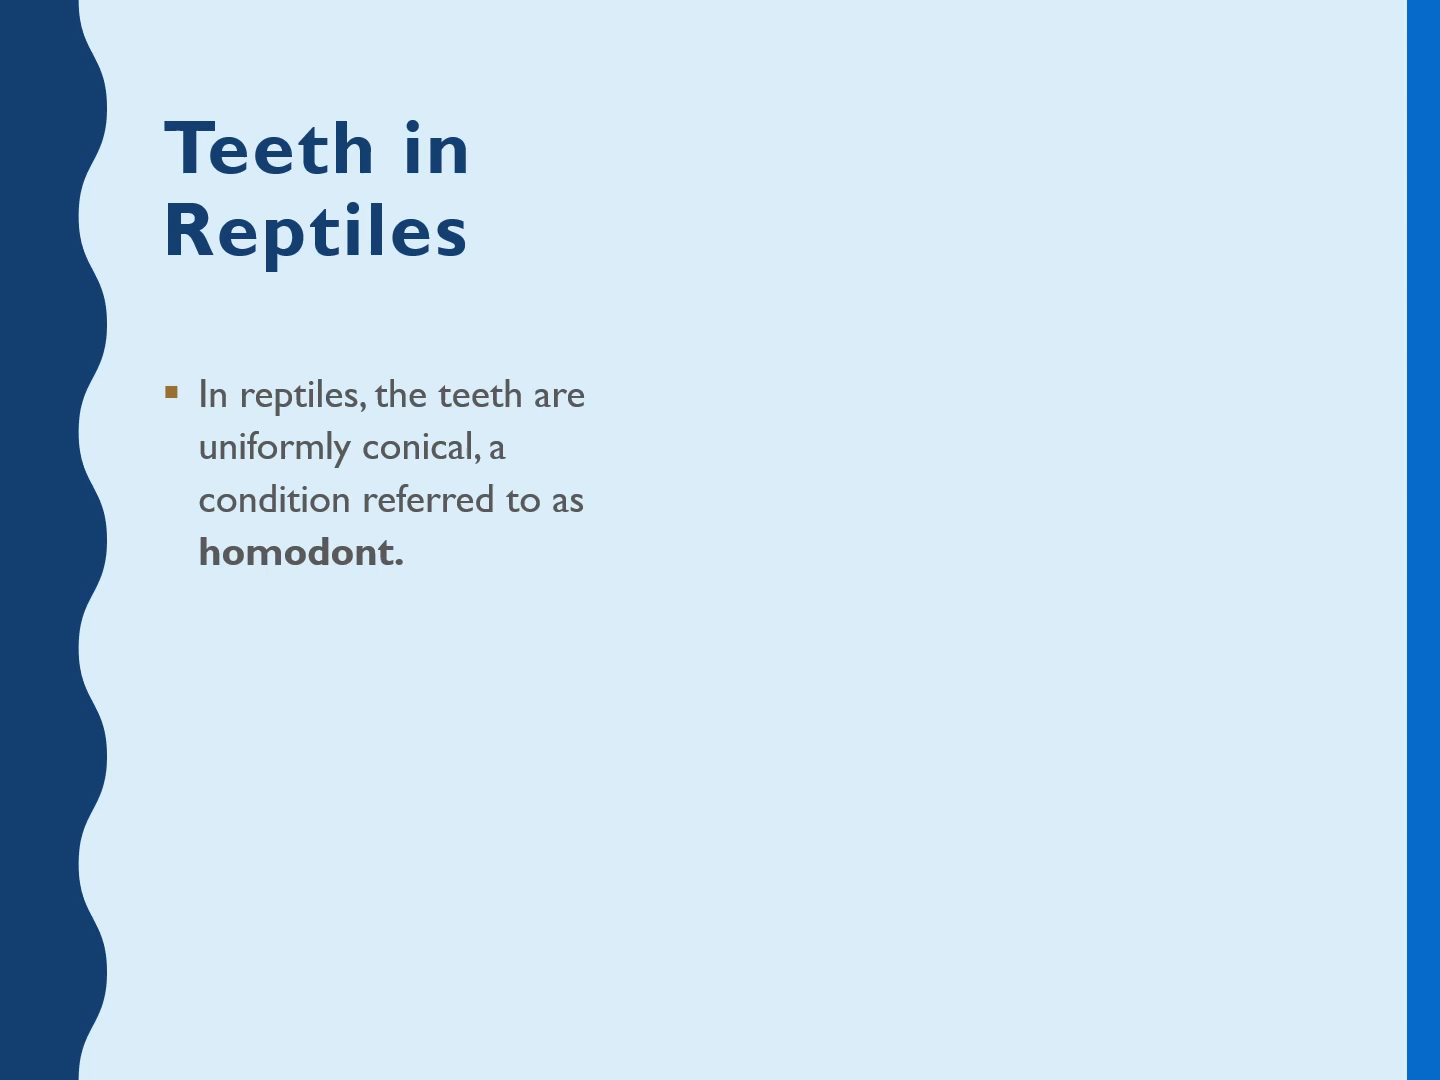 Teeth in
Reptiles
▪ In reptiles, the teeth are
uniformly conical, a
condition referred to as
homodont.